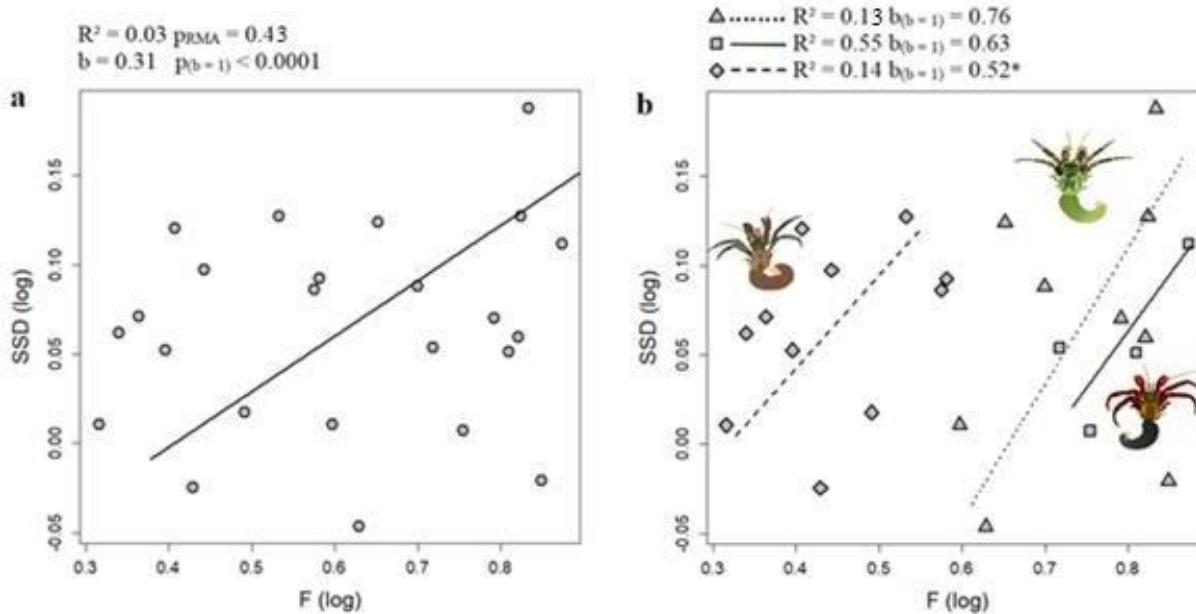 R² = 0.03 pRMA = 0.43
b = 0.31 p(b = 1) < 0.0001
a
SSD (log)
0.15
0.10
0.05
0.00
-0.05
0.3 0.4 0.5 0.6 0.7 0.8
F (log)
R² = 0.13 b(b = 1) = 0.76
R² = 0.55 b(b = 1) = 0.63
R² = 0.14 b(b = 1) = 0.52*
b
SSD (log)
0.15
0.10
0.05
0.00
-0.05
0.3 0.4 0.5 0.6 0.7 0.8
F (log)